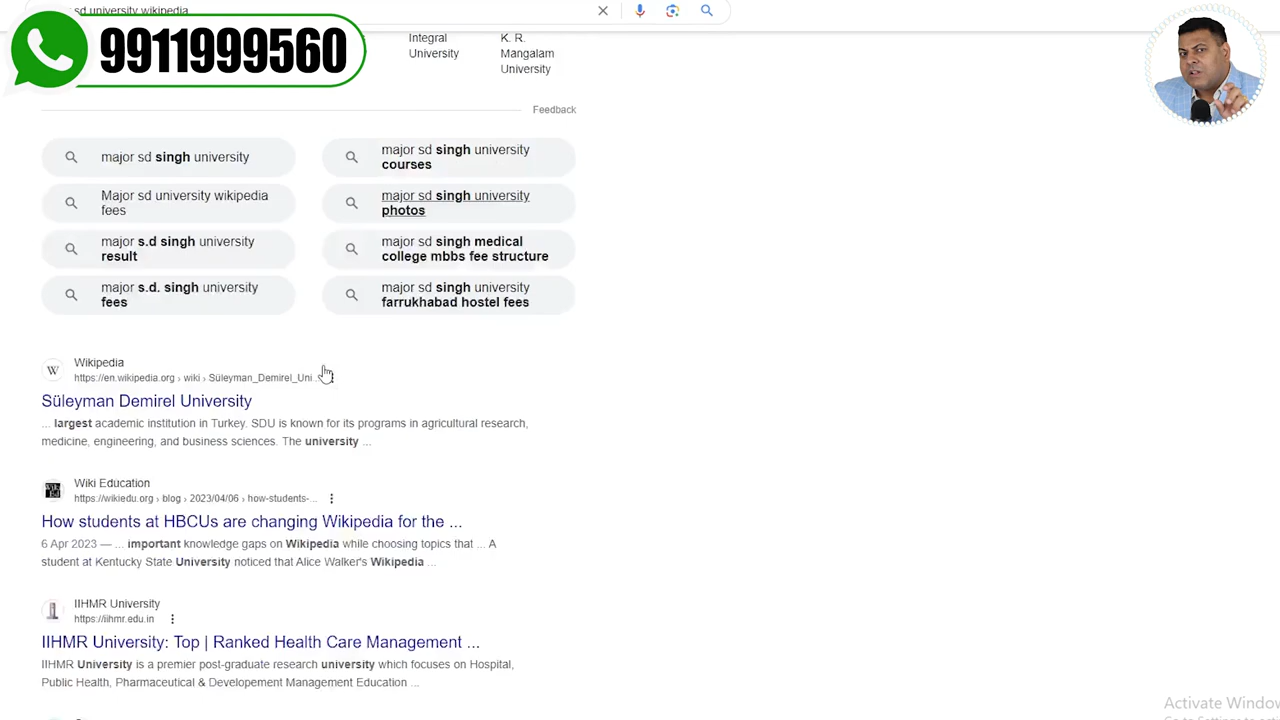 sd university wikipedia
9911999560
Integral
University
K. R.
Mangalam
University
Feedback
major sd singh university
major sd singh university
courses
Major sd university wikipedia
fees
major sd singh university
photos
major s.d singh university
result
major sd singh medical
college mbbs fee structure
major s.d. singh university
fees
major sd singh university
farrukhabad hostel fees
W
Wikipedia
https://en.wikipedia.org › wiki › Süleyman_Demirel_Uni
Süleyman Demirel University
... largest academic institution in Turkey. SDU is known for its programs in agricultural research,
medicine, engineering, and business sciences. The university ...
Wiki Education
https://wikiedu.org › blog › 2023/04/06 › how-students-...
How students at HBCUs are changing Wikipedia for the ...
6 Apr 2023 — ... important knowledge gaps on Wikipedia while choosing topics that ... A
student at Kentucky State University noticed that Alice Walker's Wikipedia ...
IIHMR University
https://iihmr.edu.in
IIHMR University: Top | Ranked Health Care Management ...
IIHMR University is a premier post-graduate research university which focuses on Hospital,
Public Health, Pharmaceutical & Developement Management Education ...
Activate Window